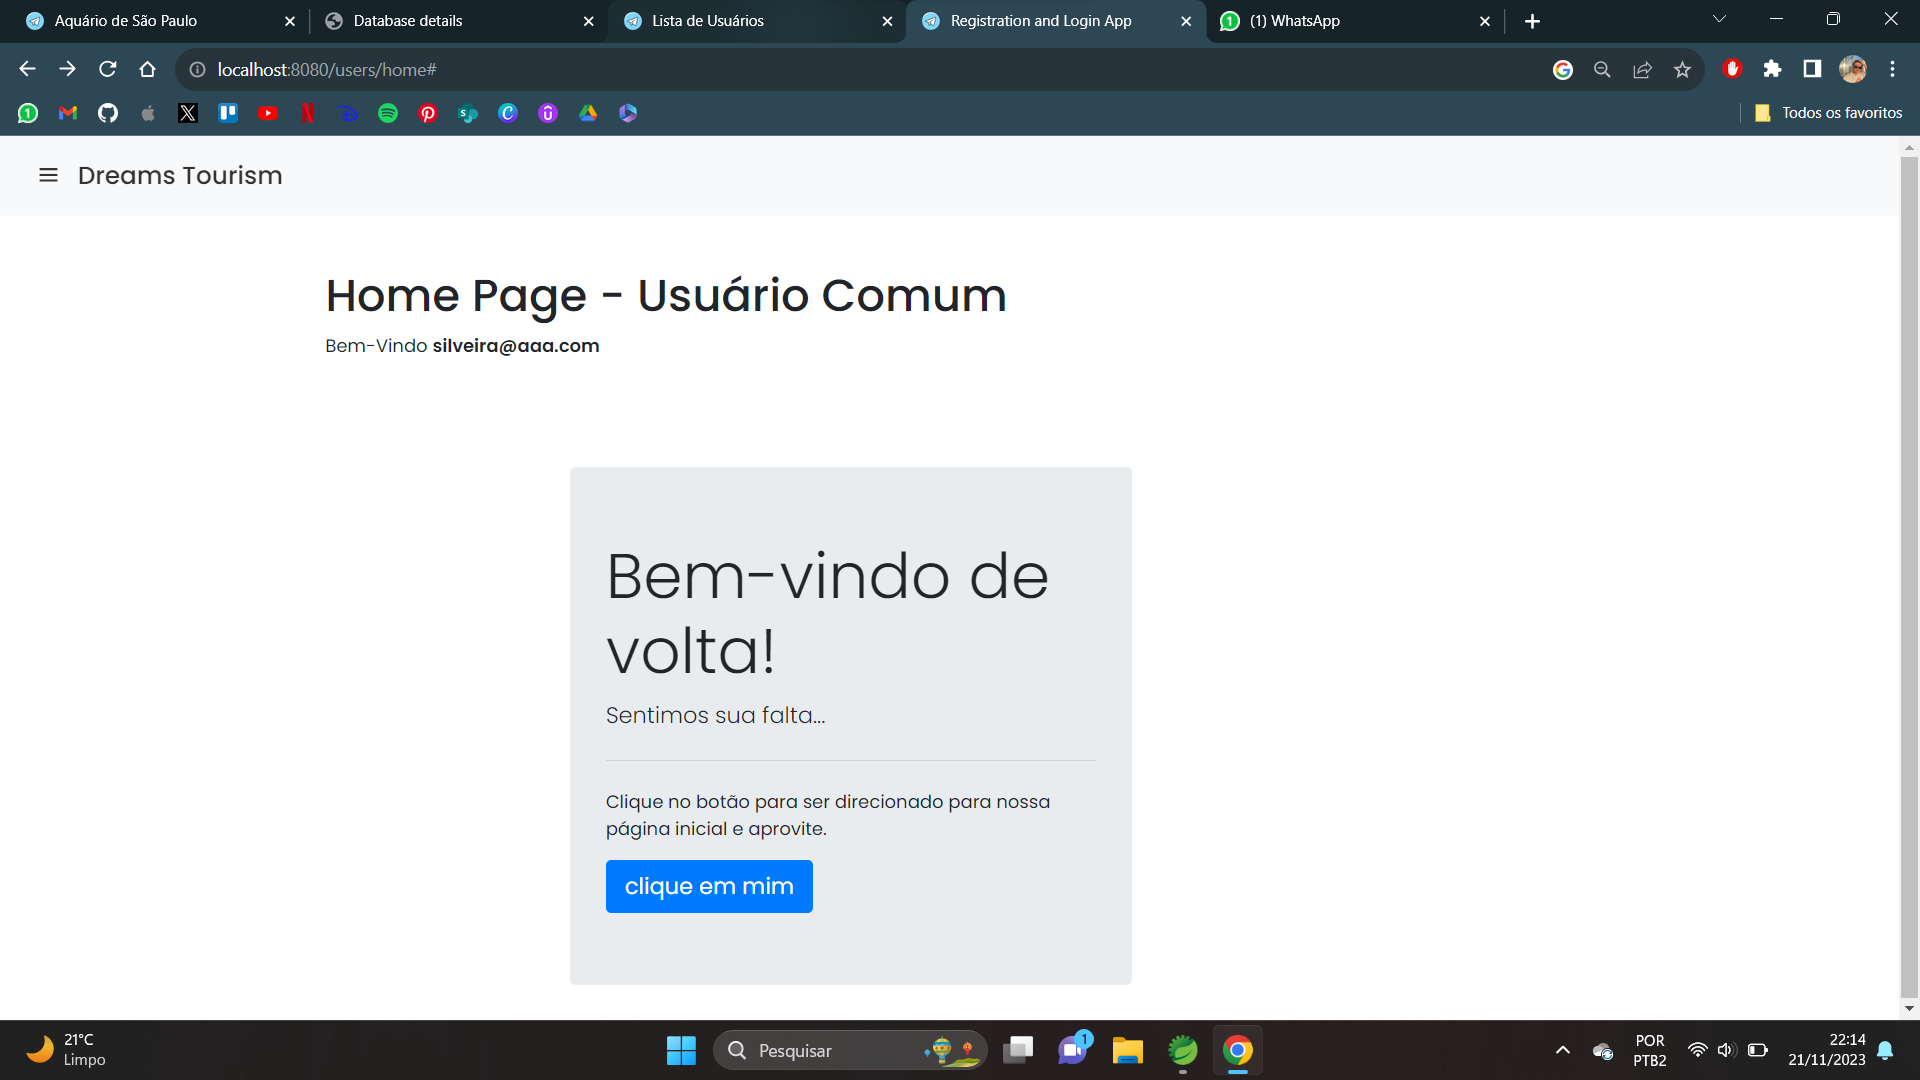 Aquário de São Paulo
Database details
Lista de Usuários
Registration and Login App
(1) WhatsApp
localhost:8080/users/home#
Todos os favoritos
Dreams Tourism
Home Page - Usuário Comum
Bem-Vindo silveira@aaa.com
Bem-vindo de
volta!
Sentimos sua falta...
Clique no botão para ser direcionado para nossa
página inicial e aprovite.
clique em mim
21°C
Limpo
Pesquisar
1
POR
PTB2
22:14
21/11/2023